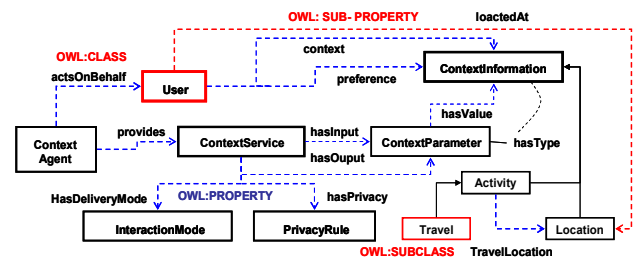 OWL: SUB- PROPERTY loactedAt
OWL:CLASS
context
actsOnBehalf
ContextInformation
User
preference
hasValue
Context
Agent
provides
ContextService
hasInput
ContextParameter
hasType
hasOuput
Activity
HasDeliveryMode
OWL:PROPERTY
hasPrivacy
InteractionMode
PrivacyRule
Travel
Location
OWL:SUBCLASS
TravelLocation